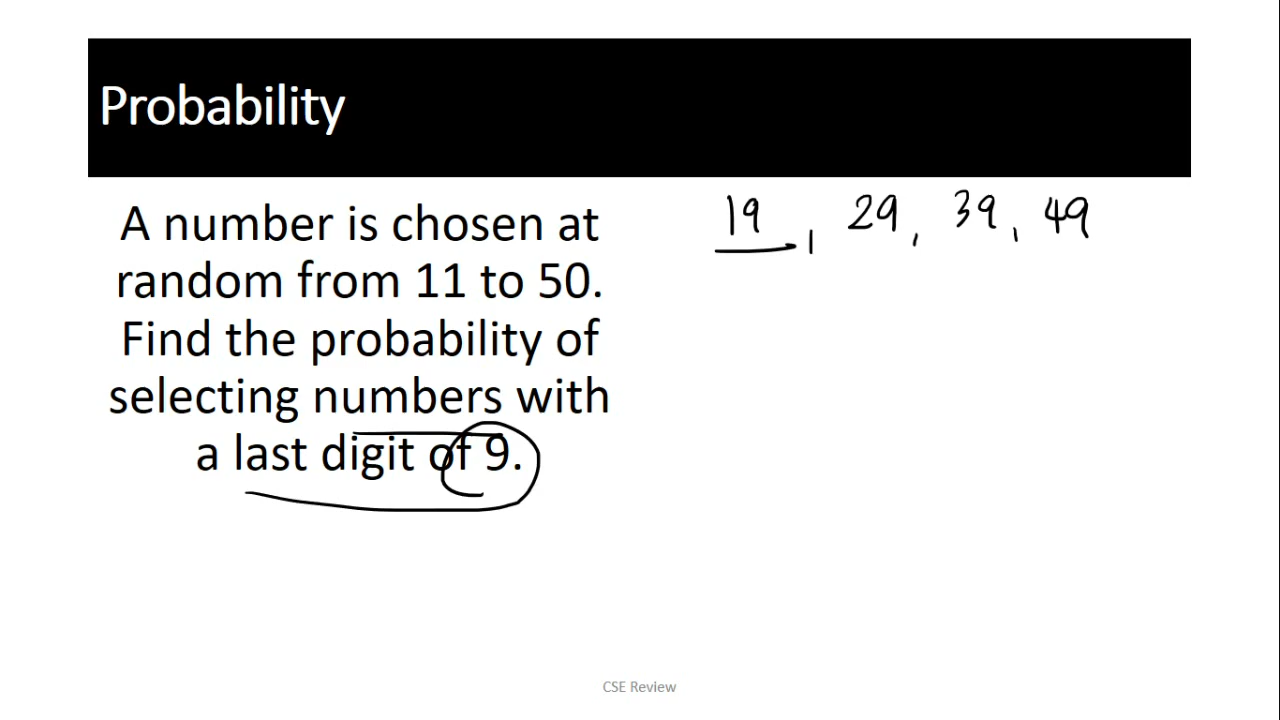 Probability
A number is chosen at
random from 11 to 50.
Find the probability of
selecting numbers with
a last digit of 9.
19, 29, 39, 49
CSE Review